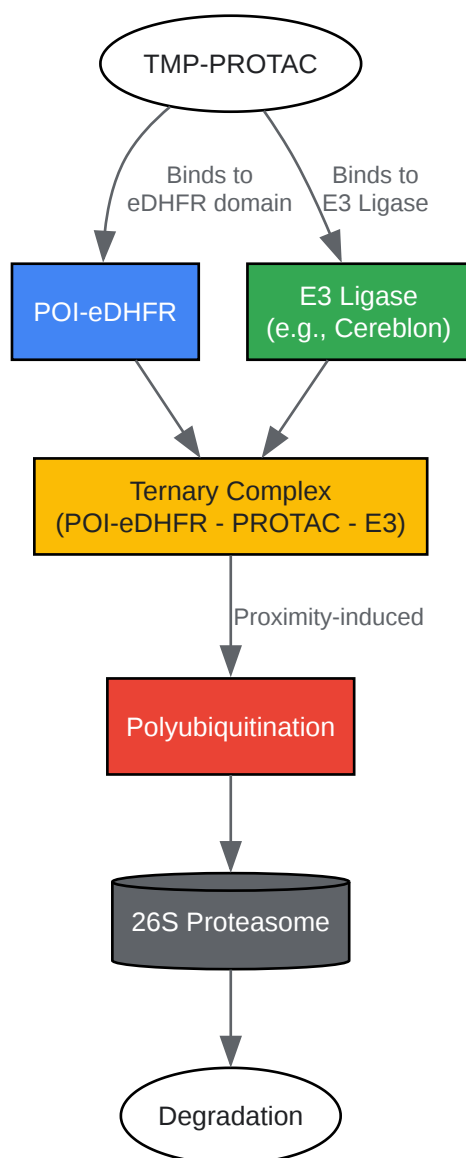 TMP-PROTAC
Binds to
eDHFR domain
Binds to
E3 Ligase
POI-eDHFR
E3 Ligase
(e.g., Cereblon)
Ternary Complex
(POI-eDHFR - PROTAC - E3)
Proximity-induced
Polyubiquitination
26S Proteasome
Degradation